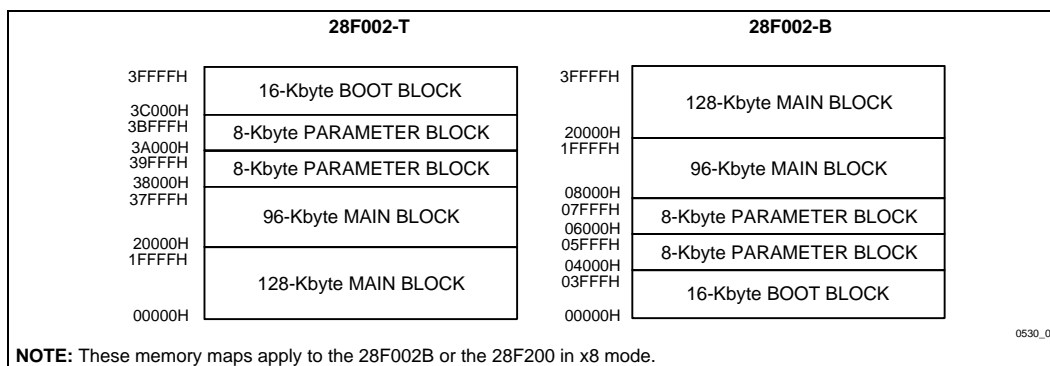 28F002-T
3FFFFH
16-Kbyte BOOT BLOCK
3C000H
3BFFFH
8-Kbyte PARAMETER BLOCK
3A000H
39FFFH
8-Kbyte PARAMETER BLOCK
38000H
37FFFH
96-Kbyte MAIN BLOCK
20000H
1FFFFH
128-Kbyte MAIN BLOCK
00000H
28F002-B
3FFFFH
128-Kbyte MAIN BLOCK
20000H
1FFFFH
96-Kbyte MAIN BLOCK
08000H
07FFFH
8-Kbyte PARAMETER BLOCK
06000H
05FFFH
8-Kbyte PARAMETER BLOCK
04000H
03FFFH
16-Kbyte BOOT BLOCK
00000H
0530_0
NOTE: These memory maps apply to the 28F002B or the 28F200 in x8 mode.